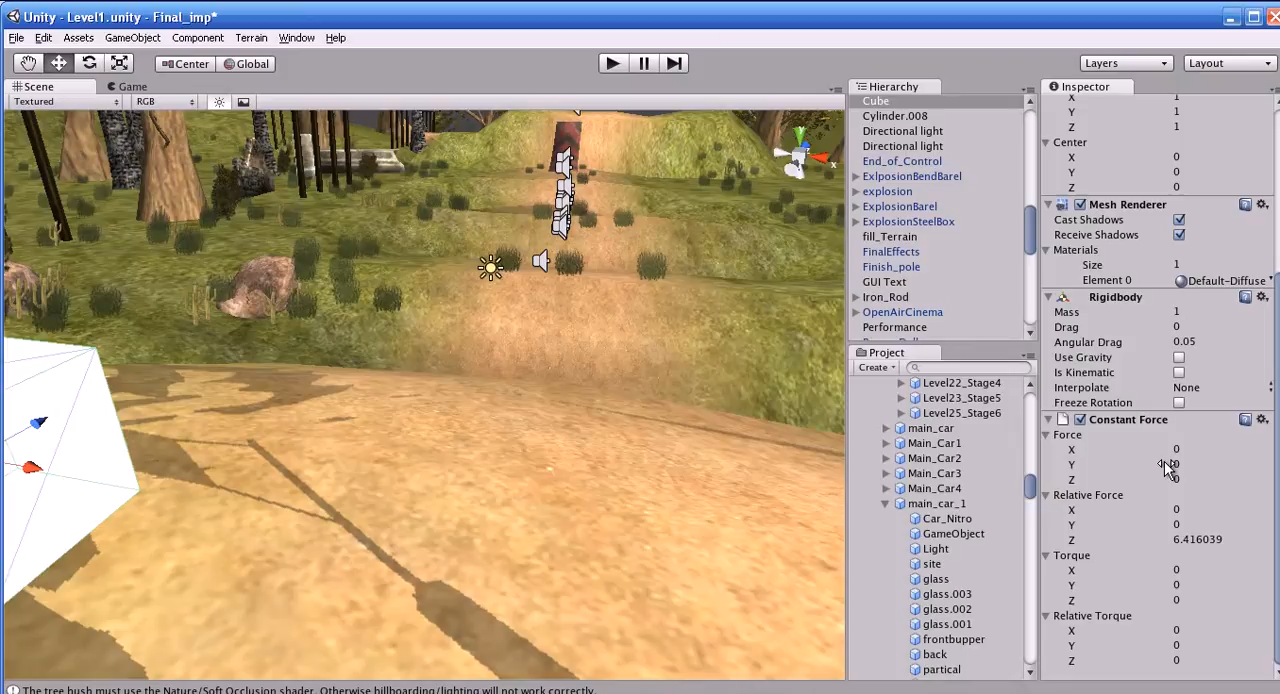 Unity - Level1.unity - Final_imp*
File Edit Assets GameObject Component Terrain Window Help
Center Global Layers Layout
Scene Game
Textured RGB
Hierarchy
Cube
Cylinder.008
Directional light
Directional light
End_of_Control
ExlposionBendBarel
explosion
ExplosionBarel
ExplosionSteelBox
fill_Terrain
FinalEffects
Finish_pole
GUI Text
Iron_Rod
OpenAirCinema
Performance
Project
Create
Level22_Stage4
Level23_Stage5
Level25_Stage6
main_car
Main_Car1
Main_Car2
Main_Car3
Main_Car4
main_car_1
Car_Nitro
GameObject
Light
site
glass
glass.003
glass.002
glass.001
frontbupper
back
partical
Inspector
X 1
Y 1
Z 1
Center
X 0
Y 0
Z 0
Mesh Renderer
Cast Shadows
Receive Shadows
Materials
Size 1
Element 0 Default-Diffuse
Rigidbody
Mass 1
Drag 0
Angular Drag 0.05
Use Gravity
Is Kinematic
Interpolate None
Freeze Rotation
Constant Force
Force
X 0
Y 0
Z 0
Relative Force
X 0
Y 0
Z 6.416039
Torque
X 0
Y 0
Z 0
Relative Torque
X 0
Y 0
Z 0
y
x
The tree bush must use the Nature/Soft Occlusion shader. Otherwise billboarding/lighting will not work correctly.